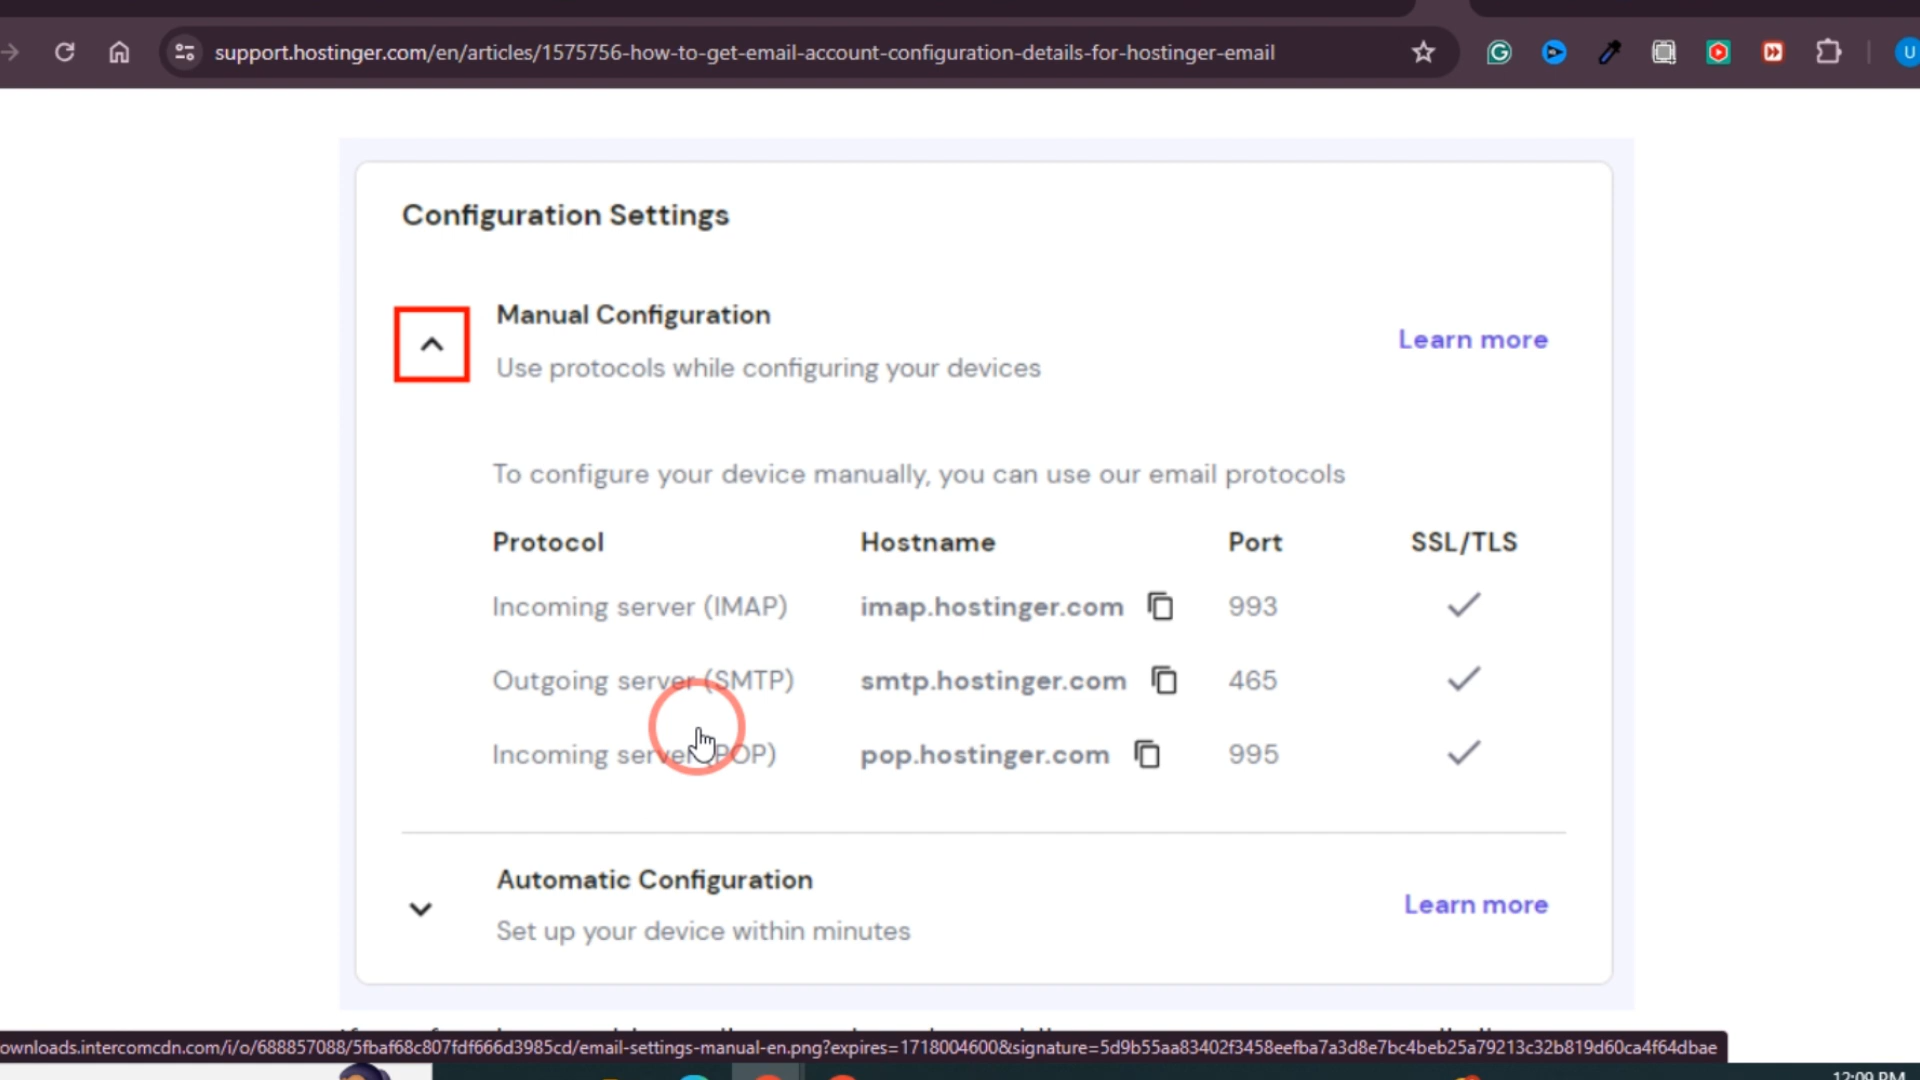 support.hostinger.com/en/articles/1575756-how-to-get-email-account-configuration-details-for-hostinger-email
U
Configuration Settings
Manual Configuration
Learn more
Use protocols while configuring your devices
To configure your device manually, you can use our email protocols
Protocol Hostname Port SSL/TLS
Incoming server (IMAP) imap.hostinger.com 993
Outgoing server (SMTP) smtp.hostinger.com 465
Incoming server (POP) pop.hostinger.com 995
Automatic Configuration
Learn more
Set up your device within minutes
ownloads.intercomcdn.com/i/o/688857088/5fbaf68c807fdf666d3985cd/email-settings-manual-en.png?expires=1718004600&signature=5d9b55aa83402f3458eefba7a3d8e7bc4beb25a79213c32b819d60ca4f64dbae
12:09 PM